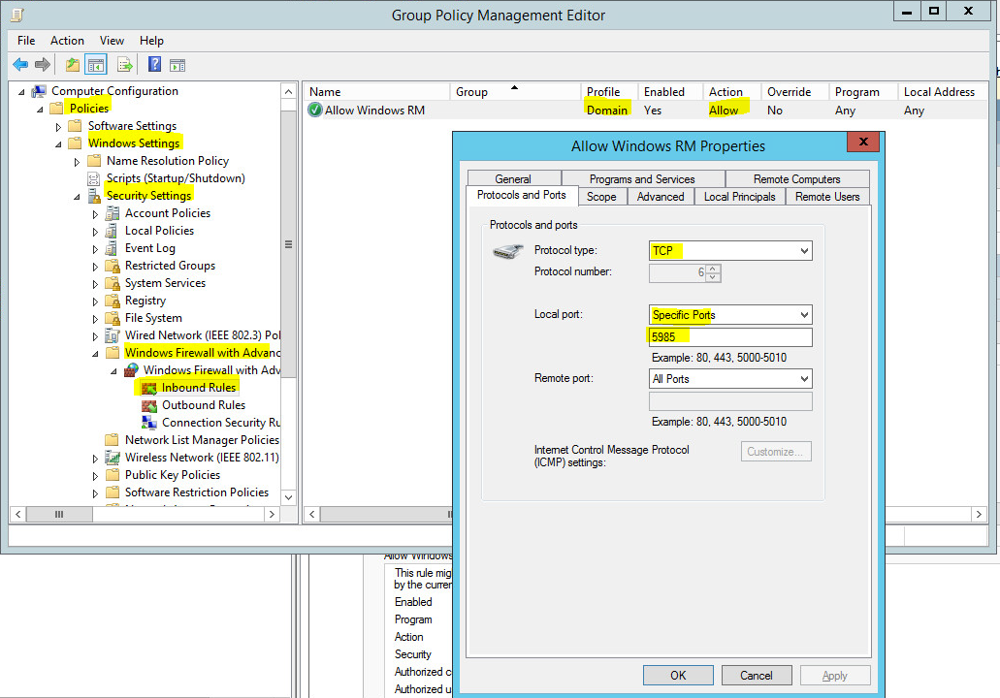 Group Policy Management Editor
File Action View Help
Computer Configuration
Policies
Software Settings
Windows Settings
Name Resolution Policy
Scripts (Startup/Shutdown)
Security Settings
Account Policies
Local Policies
Event Log
Restricted Groups
System Services
Registry
File System
Wired Network (IEEE 802.3) Pol
Windows Firewall with Advanc
Windows Firewall with Adv
Inbound Rules
Outbound Rules
Connection Security Ru
Network List Manager Policies
Wireless Network (IEEE 802.11)
Public Key Policies
Software Restriction Policies
Name Group Profile Enabled Action Override Program Local Address
Allow Windows RM Domain Yes Allow No Any Any
Allow Windows RM Properties
General Programs and Services Remote Computers
Protocols and Ports Scope Advanced Local Principals Remote Users
Protocols and ports
Protocol type: TCP
Protocol number: 6
Local port: Specific Ports
5985
Example: 80, 443, 5000-5010
Remote port: All Ports
Example: 80, 443, 5000-5010
Internet Control Message Protocol
(ICMP) settings:
Customize...
OK Cancel Apply
Allow Windows
This rule mig
by the curren
Enabled
Program
Action
Security
Authorized c
Authorized u